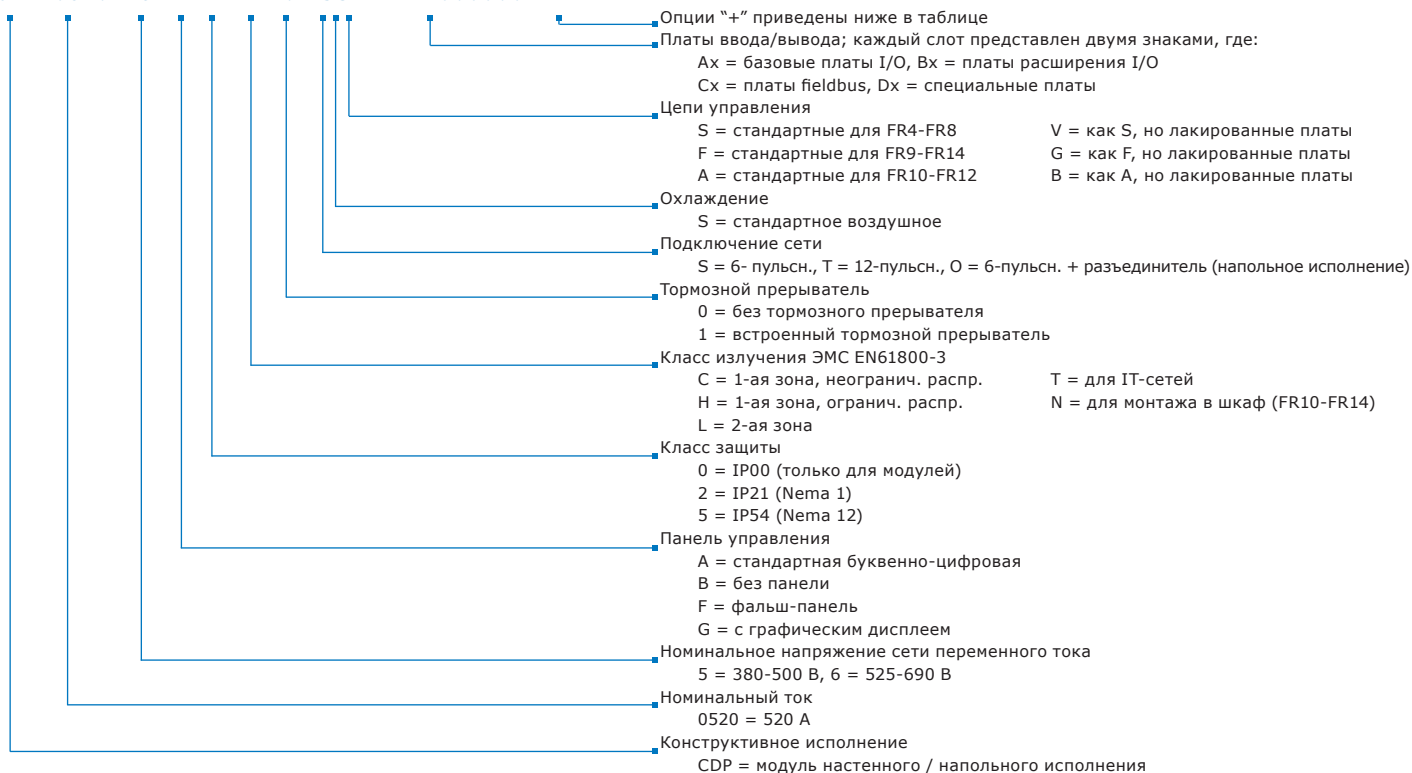 Опции “+” приведены ниже в таблице
Платы ввода/вывода; каждый слот представлен двумя знаками, где:
Ax = базовые платы I/O, Bx = платы расширения I/O
Cx = платы fieldbus, Dx = специальные платы
Цепи управления
S = стандартные для FR4-FR8 V = как S, но лакированные платы
F = стандартные для FR9-FR14 G = как F, но лакированные платы
A = стандартные для FR10-FR12 B = как A, но лакированные платы
Охлаждение
S = стандартное воздушное
Подключение сети
S = 6- пульсн., T = 12-пульсн., O = 6-пульсн. + разъединитель (напольное исполнение)
Тормозной прерыватель
0 = без тормозного прерывателя
1 = встроенный тормозной прерыватель
Класс излучения ЭМС EN61800-3
C = 1-ая зона, неогранич. распр. T = для IT-сетей
H = 1-ая зона, огранич. распр. N = для монтажа в шкаф (FR10-FR14)
L = 2-ая зона
Класс защиты
0 = IP00 (только для модулей)
2 = IP21 (Nema 1)
5 = IP54 (Nema 12)
Панель управления
A = стандартная буквенно-цифровая
B = без панели
F = фальш-панель
G = с графическим дисплеем
Номинальное напряжение сети переменного тока
5 = 380-500 В, 6 = 525-690 В
Номинальный ток
0520 = 520 A
Конструктивное исполнение
CDP = модуль настенного / напольного исполнения